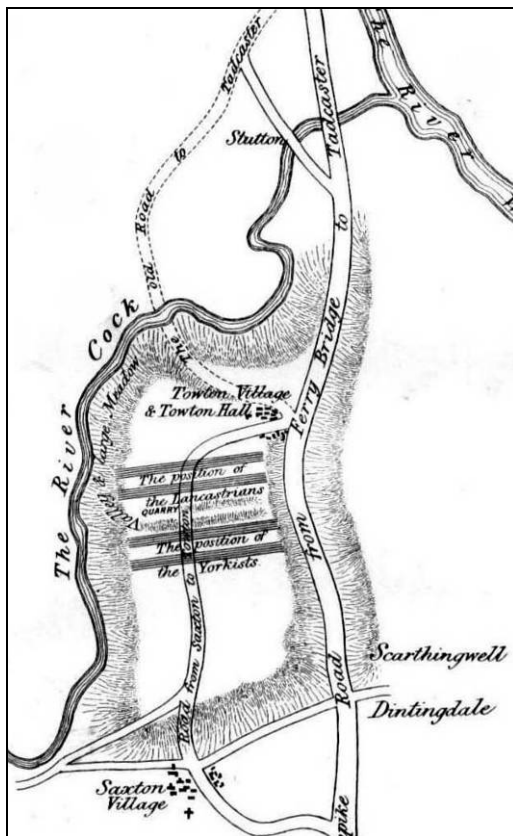 The River
Tadcaster
Stutton
The old Road to Tadcaster
The River Cock
Valley & large Meadow
Towton Village
& Towton Hall
The position of
the Lancastrians
QUARRY
The position of
the Yorkists
Road from Saxton to Towton
pike Road from Ferry Bridge to Tadcaster
Scarthingwell
Dintingdale
Saxton
Village